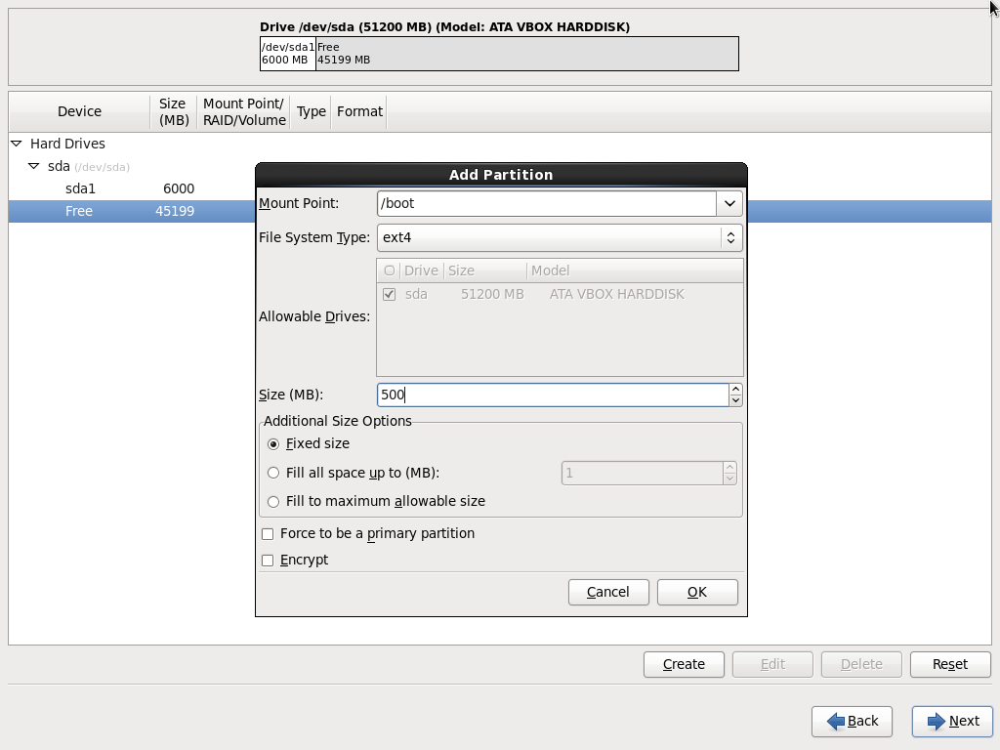 Drive /dev/sda (51200 MB) (Model: ATA VBOX HARDDISK)
/dev/sda1 Free
6000 MB 45199 MB
Device Size (MB) Mount Point/ RAID/Volume Type Format
Hard Drives
sda (/dev/sda)
sda1 6000
Free 45199
Add Partition
Mount Point: /boot
File System Type: ext4
Allowable Drives:
Drive Size Model
sda 51200 MB ATA VBOX HARDDISK
Size (MB): 500
Additional Size Options
Fixed size
Fill all space up to (MB): 1
Fill to maximum allowable size
Force to be a primary partition
Encrypt
Cancel OK
Create Edit Delete Reset
Back Next